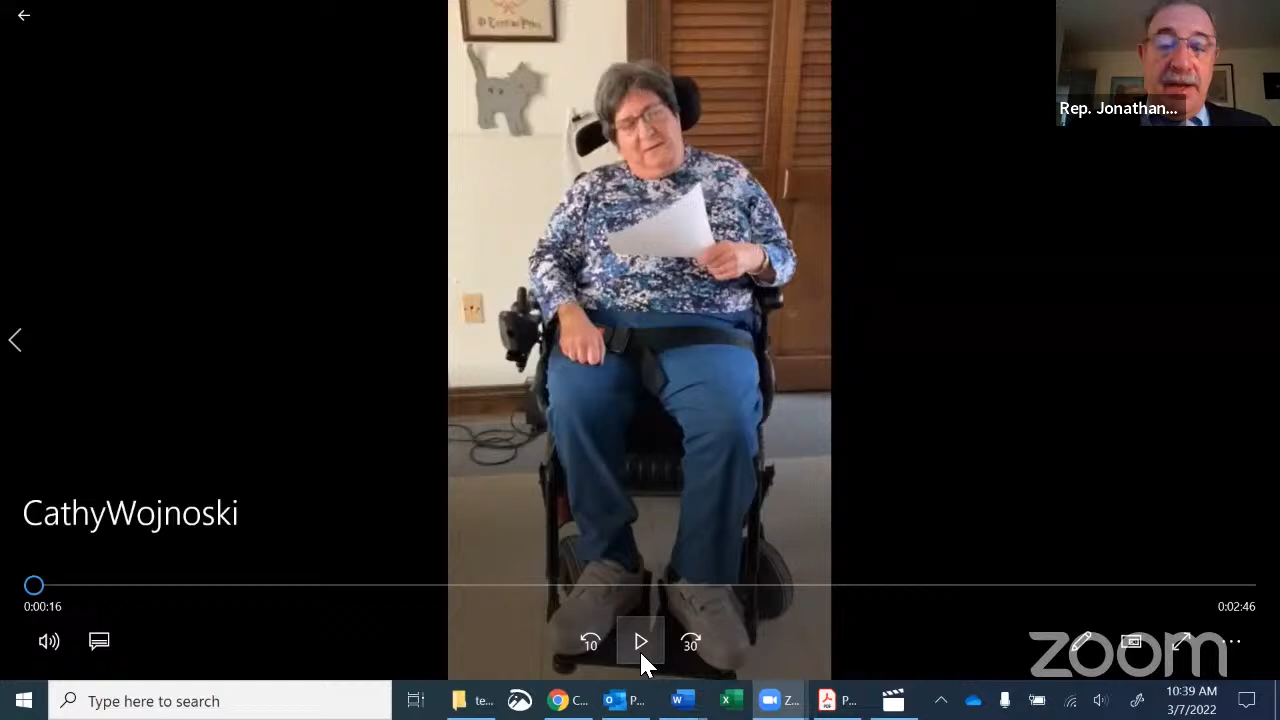 Rep. Jonathan...
CathyWojnoski
0:00:16
0:02:46
10
30
zoom
Type here to search
te...
C...
P...
Z...
P...
10:39 AM
3/7/2022